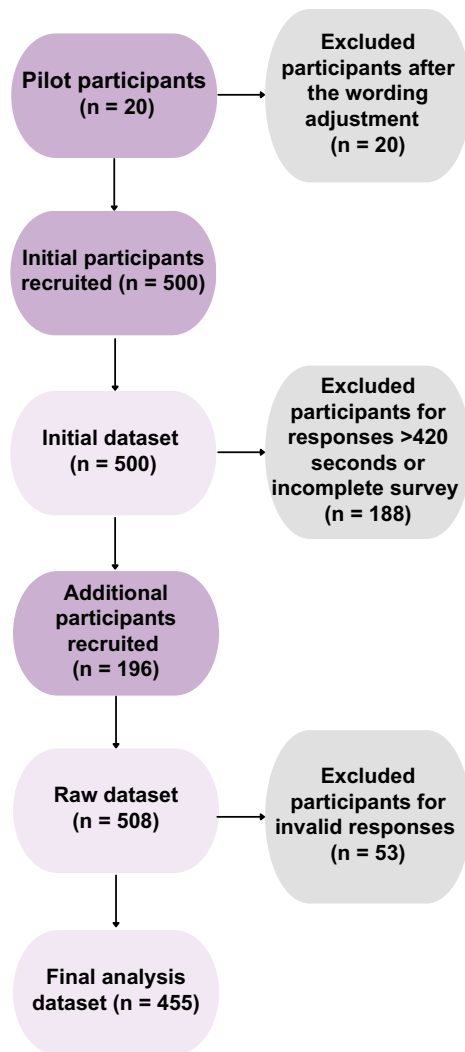 Pilot participants
(n = 20)
Excluded
participants after
the wording
adjustment
(n = 20)
Initial participants
recruited (n = 500)
Initial dataset
(n = 500)
Excluded
participants for
responses >420
seconds or
incomplete survey
(n = 188)
Additional
participants
recruited
(n = 196)
Raw dataset
(n = 508)
Excluded
participants for
invalid responses
(n = 53)
Final analysis
dataset (n = 455)